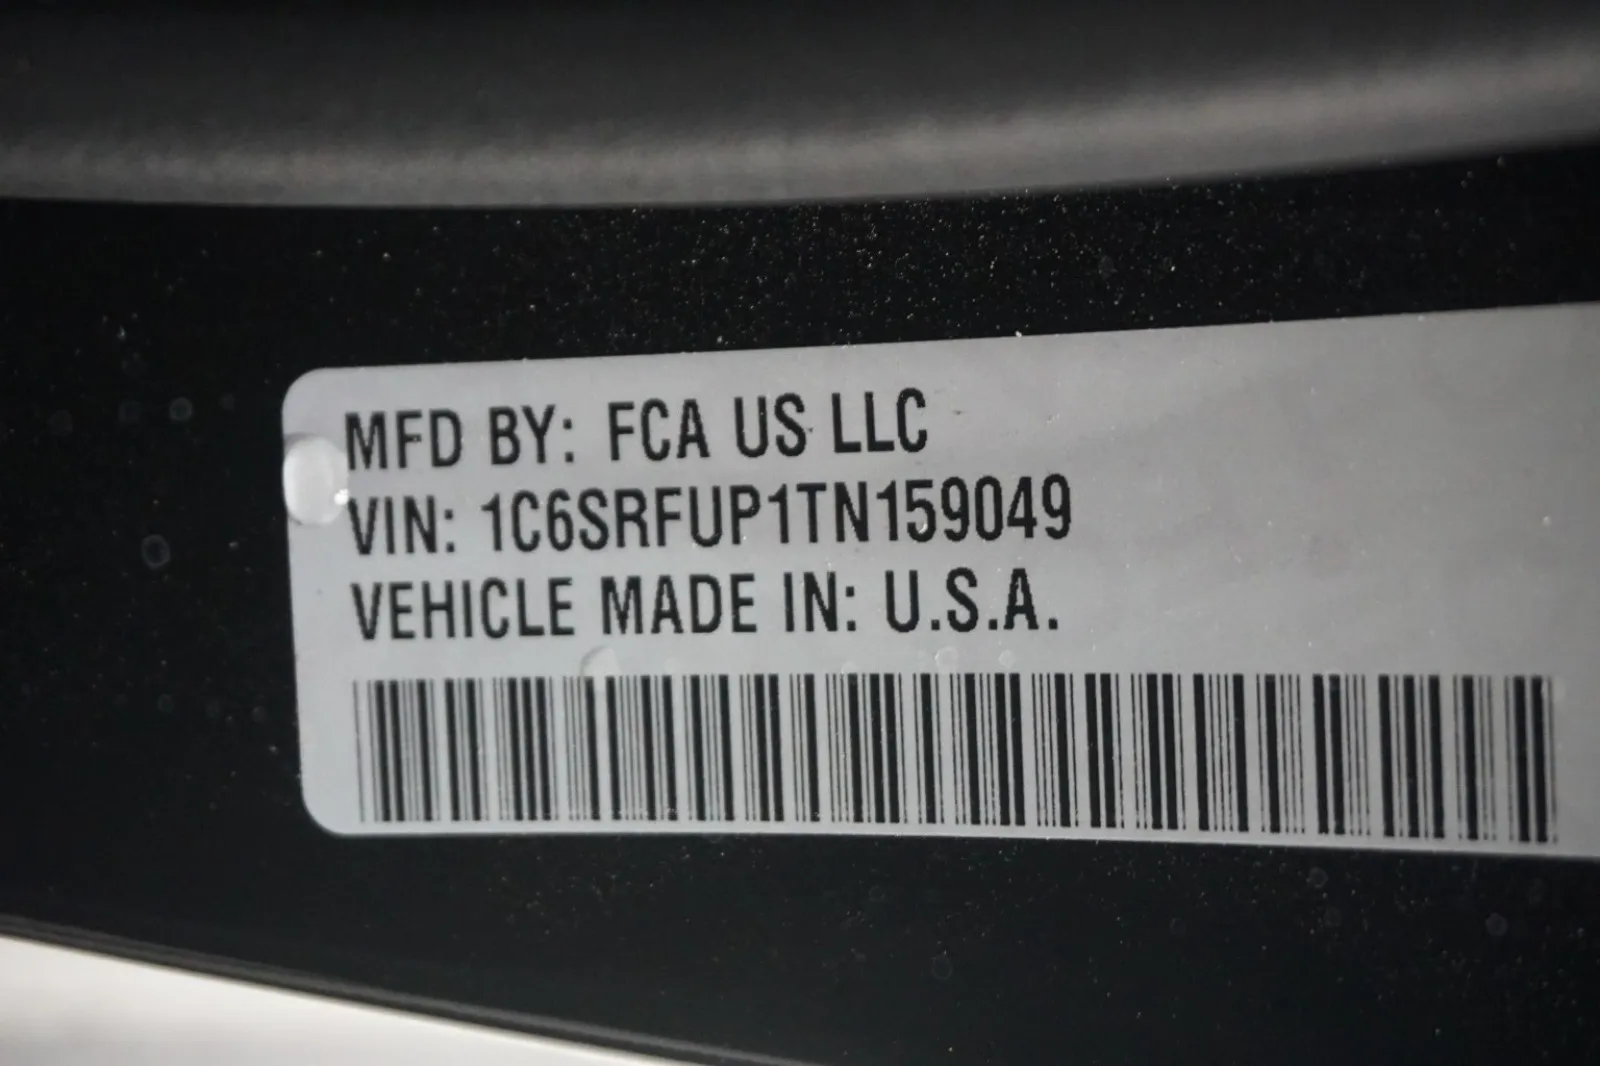 MFD BY: FCA US LLC
VIN: 1C6SRFUP1TN159049
VEHICLE MADE IN: U.S.A.